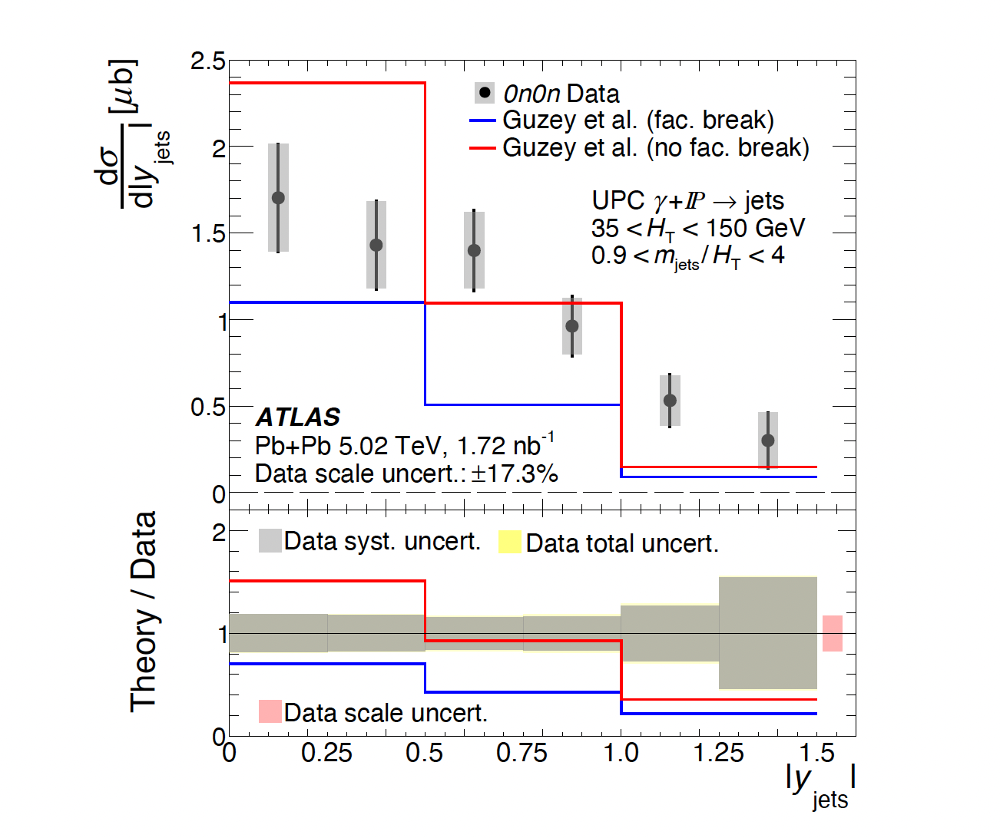 dσ
d|y jets| [μb]
2.5
2
1.5
1
0.5
0
0n0n Data
Guzey et al. (fac. break)
Guzey et al. (no fac. break)
UPC γ+IP → jets
35 < H_T < 150 GeV
0.9 < m_jets / H_T < 4
ATLAS
Pb+Pb 5.02 TeV, 1.72 nb^-1
Data scale uncert.: ±17.3%
Theory / Data
2
1
0
Data syst. uncert.
Data total uncert.
Data scale uncert.
0 0.25 0.5 0.75 1.0 1.25 1.5
|y jets|